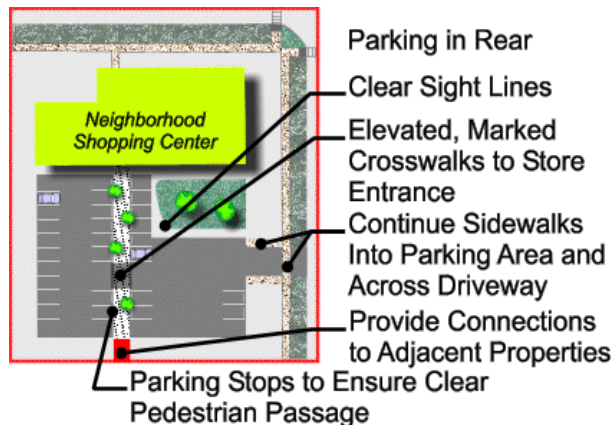 Parking in Rear
Clear Sight Lines
Neighborhood
Shopping Center
Elevated, Marked
Crosswalks to Store
Entrance
Continue Sidewalks
Into Parking Area and
Across Driveway
Provide Connections
to Adjacent Properties
Parking Stops to Ensure Clear
Pedestrian Passage